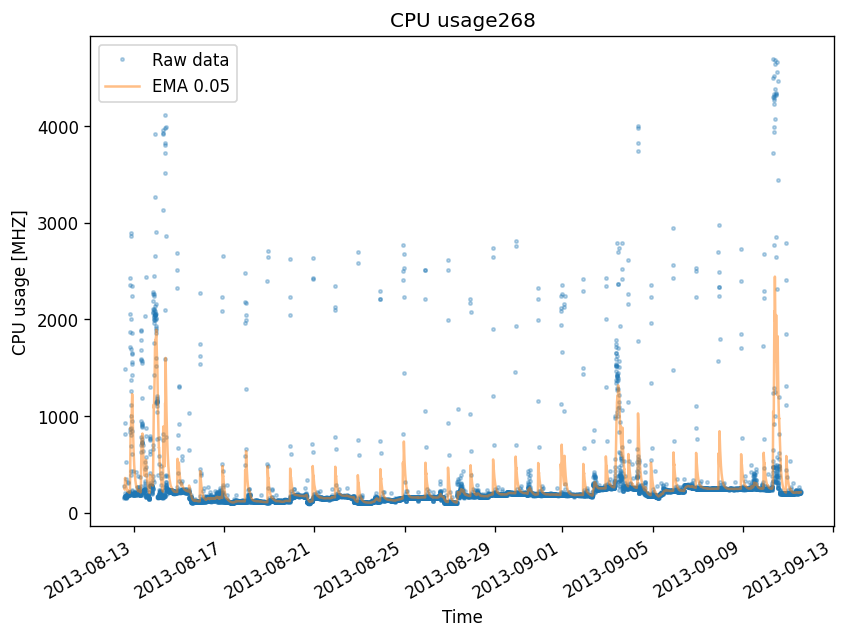 CPU usage268
Raw data
EMA 0.05
CPU usage [MHZ]
4000
3000
2000
1000
0
2013-08-13
2013-08-17
2013-08-21
2013-08-25
2013-08-29
2013-09-01
2013-09-05
2013-09-09
2013-09-13
Time